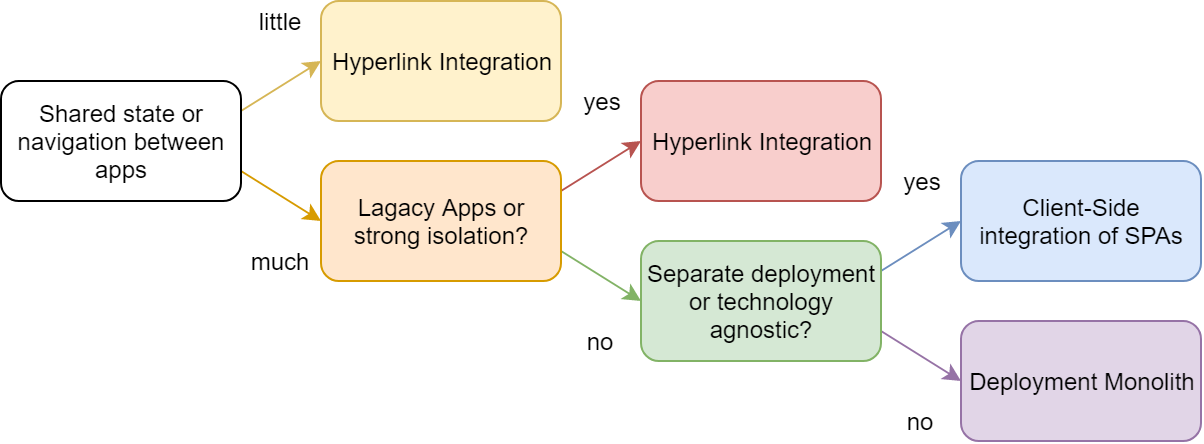 little
Hyperlink Integration
Shared state or
navigation between
apps
much
Lagacy Apps or
strong isolation?
yes
Hyperlink Integration
no
Separate deployment
or technology
agnostic?
yes
Client-Side
integration of SPAs
no
Deployment Monolith